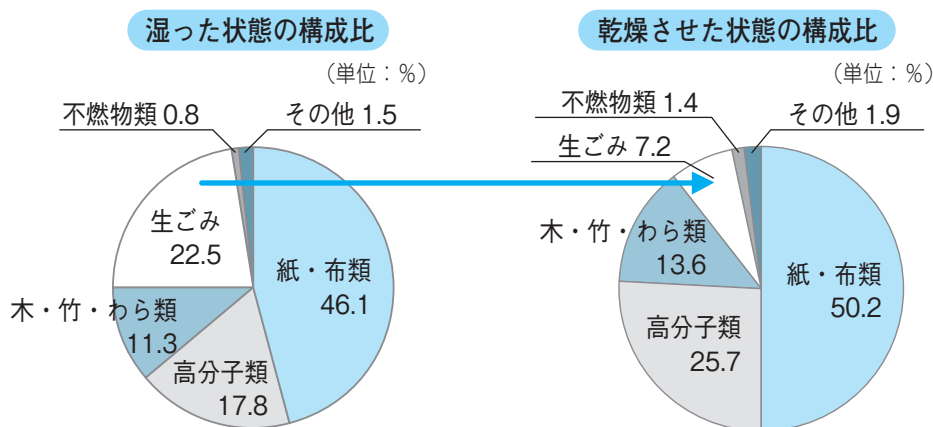 湿った状態の構成比
（単位：％）
不燃物類 0.8
その他 1.5
生ごみ
22.5
木・竹・わら類
11.3
高分子類
17.8
紙・布類
46.1
乾燥させた状態の構成比
（単位：％）
不燃物類 1.4
その他 1.9
生ごみ 7.2
木・竹・わら類
13.6
高分子類
25.7
紙・布類
50.2